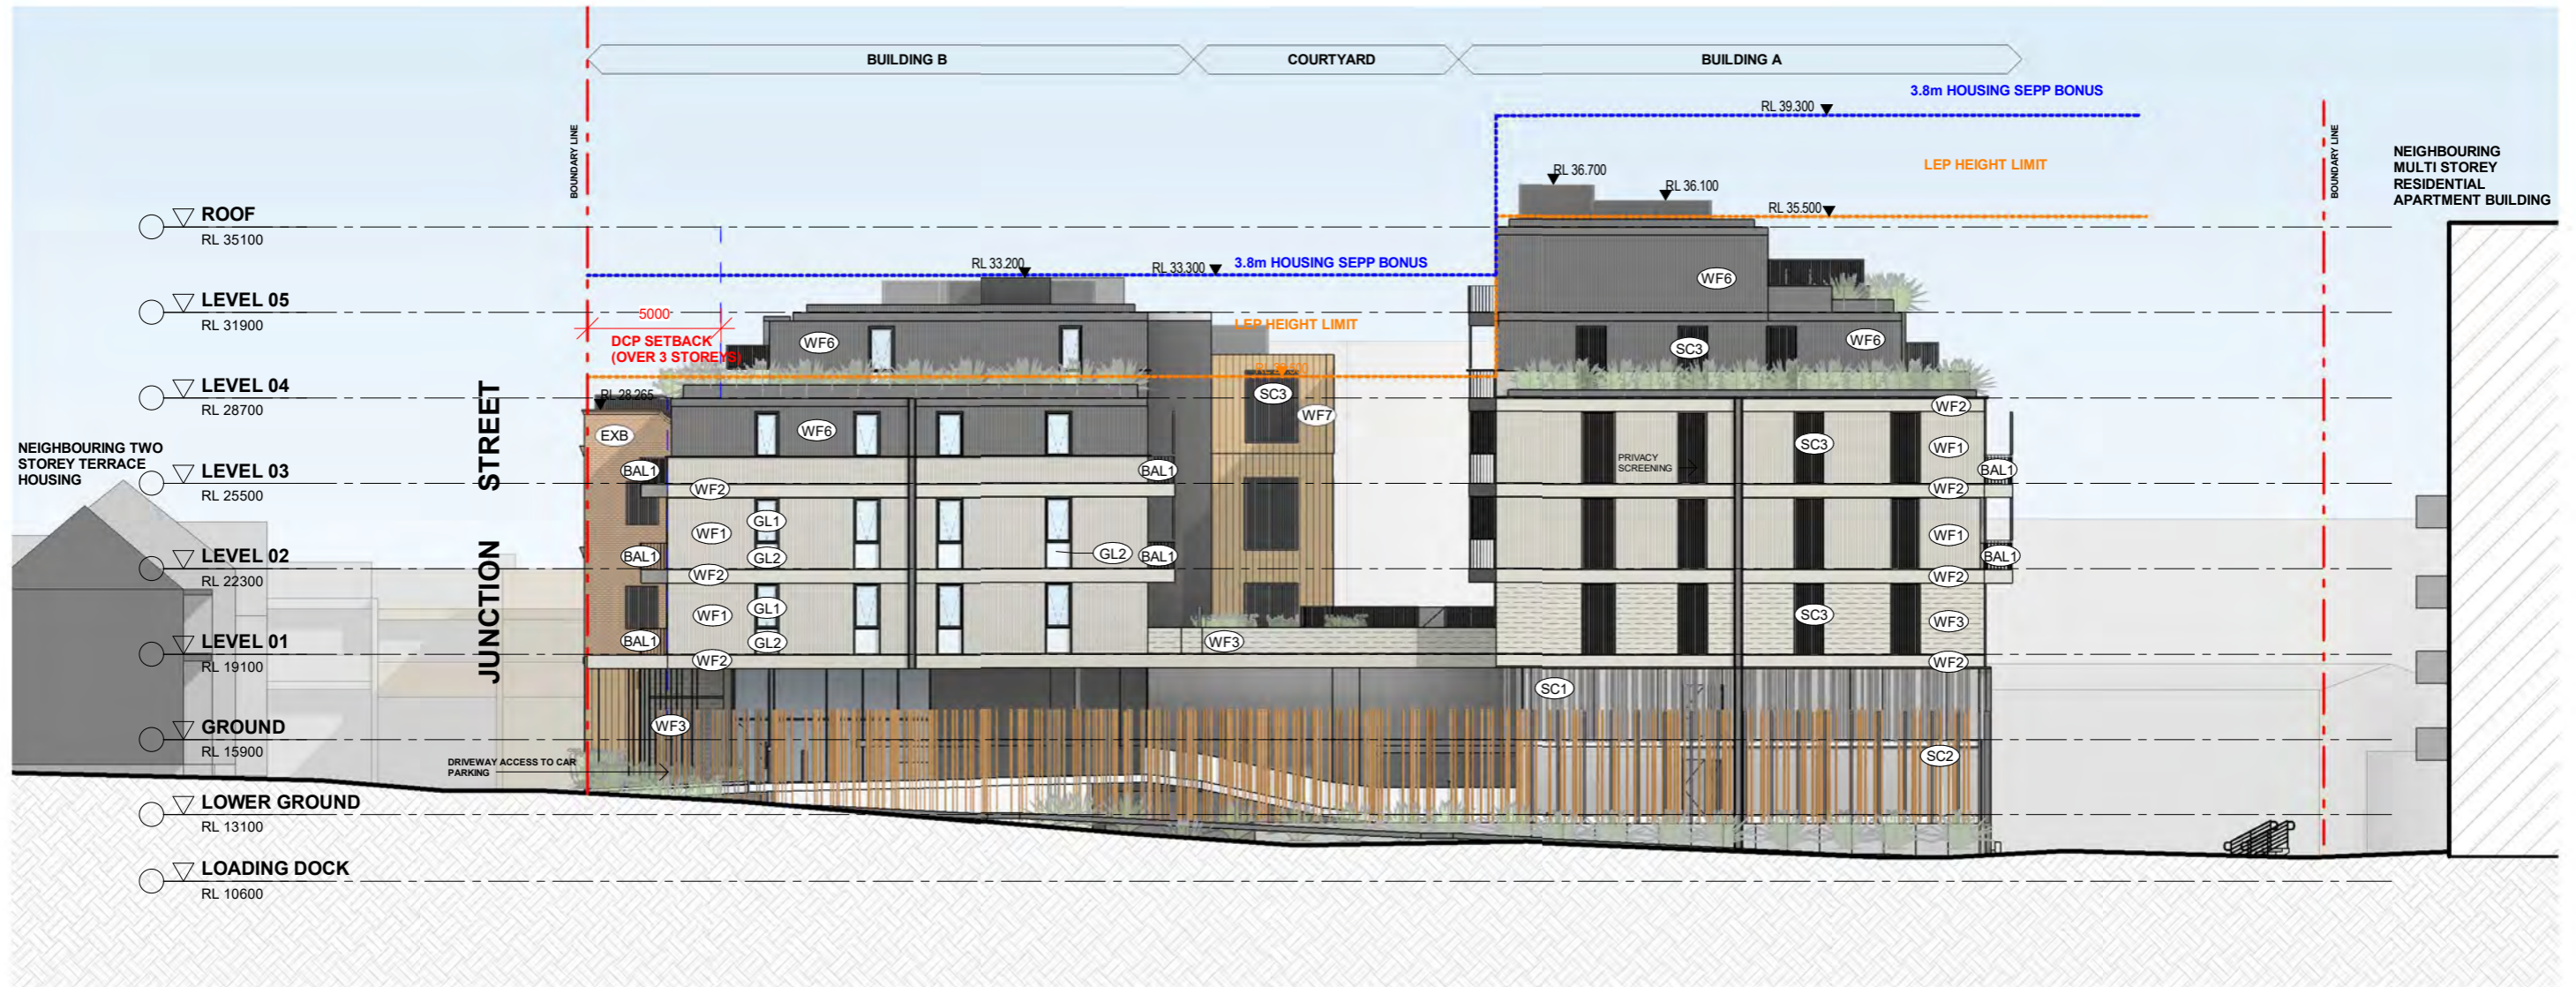 BUILDING B
COURTYARD
BUILDING A
3.8m HOUSING SEPP BONUS
RL 39.300
BOUNDARY LINE
BOUNDARY LINE
LEP HEIGHT LIMIT
NEIGHBOURING
MULTI STOREY
RESIDENTIAL
APARTMENT BUILDING
RL 36.700
RL 36.100
RL 35.500
ROOF
RL 35100
RL 33.200
RL 33.300
3.8m HOUSING SEPP BONUS
WF6
LEVEL 05
RL 31900
5000
DCP SETBACK
(OVER 3 STOREYS)
WF6
LEP HEIGHT LIMIT
SC3
WF6
LEVEL 04
RL 28700
RL 28.265
SC3
WF7
WF2
JUNCTION STREET
EXB
WF6
SC3
WF1
NEIGHBOURING TWO
STOREY TERRACE
HOUSING
LEVEL 03
RL 25500
BAL1
BAL1
PRIVACY
SCREENING
BAL1
WF2
WF2
GL1
WF1
WF1
LEVEL 02
RL 22300
BAL1
GL2
GL2
BAL1
BAL1
WF2
WF2
GL1
WF1
SC3
WF3
LEVEL 01
RL 19100
BAL1
GL2
WF3
WF2
WF2
SC1
GROUND
RL 15900
WF3
SC2
DRIVEWAY ACCESS TO CAR
PARKING
LOWER GROUND
RL 13100
LOADING DOCK
RL 10600